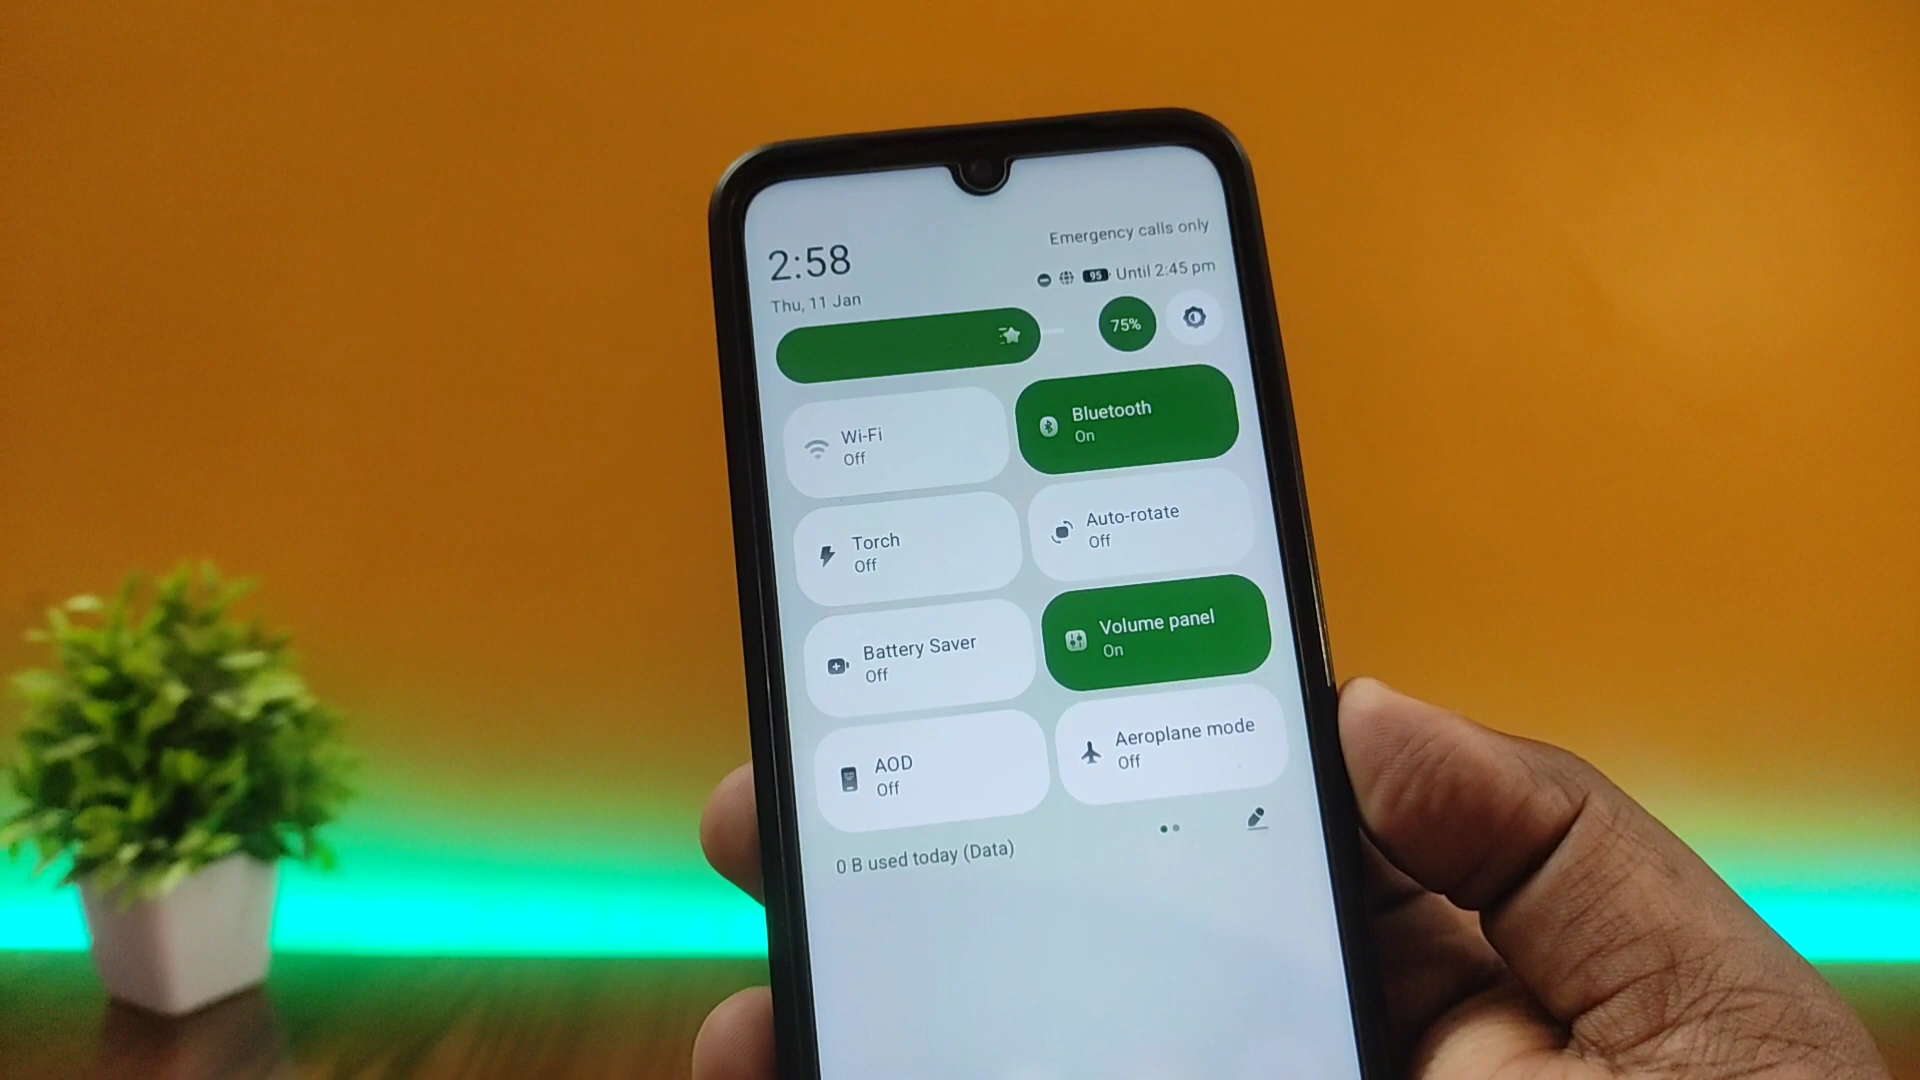 Emergency calls only
2:58
95 Until 2:45 pm
Thu, 11 Jan
75%
Wi-Fi
Off
Bluetooth
On
Torch
Off
Auto-rotate
Off
Battery Saver
Off
Volume panel
On
AOD
Off
Aeroplane mode
Off
0 B used today (Data)